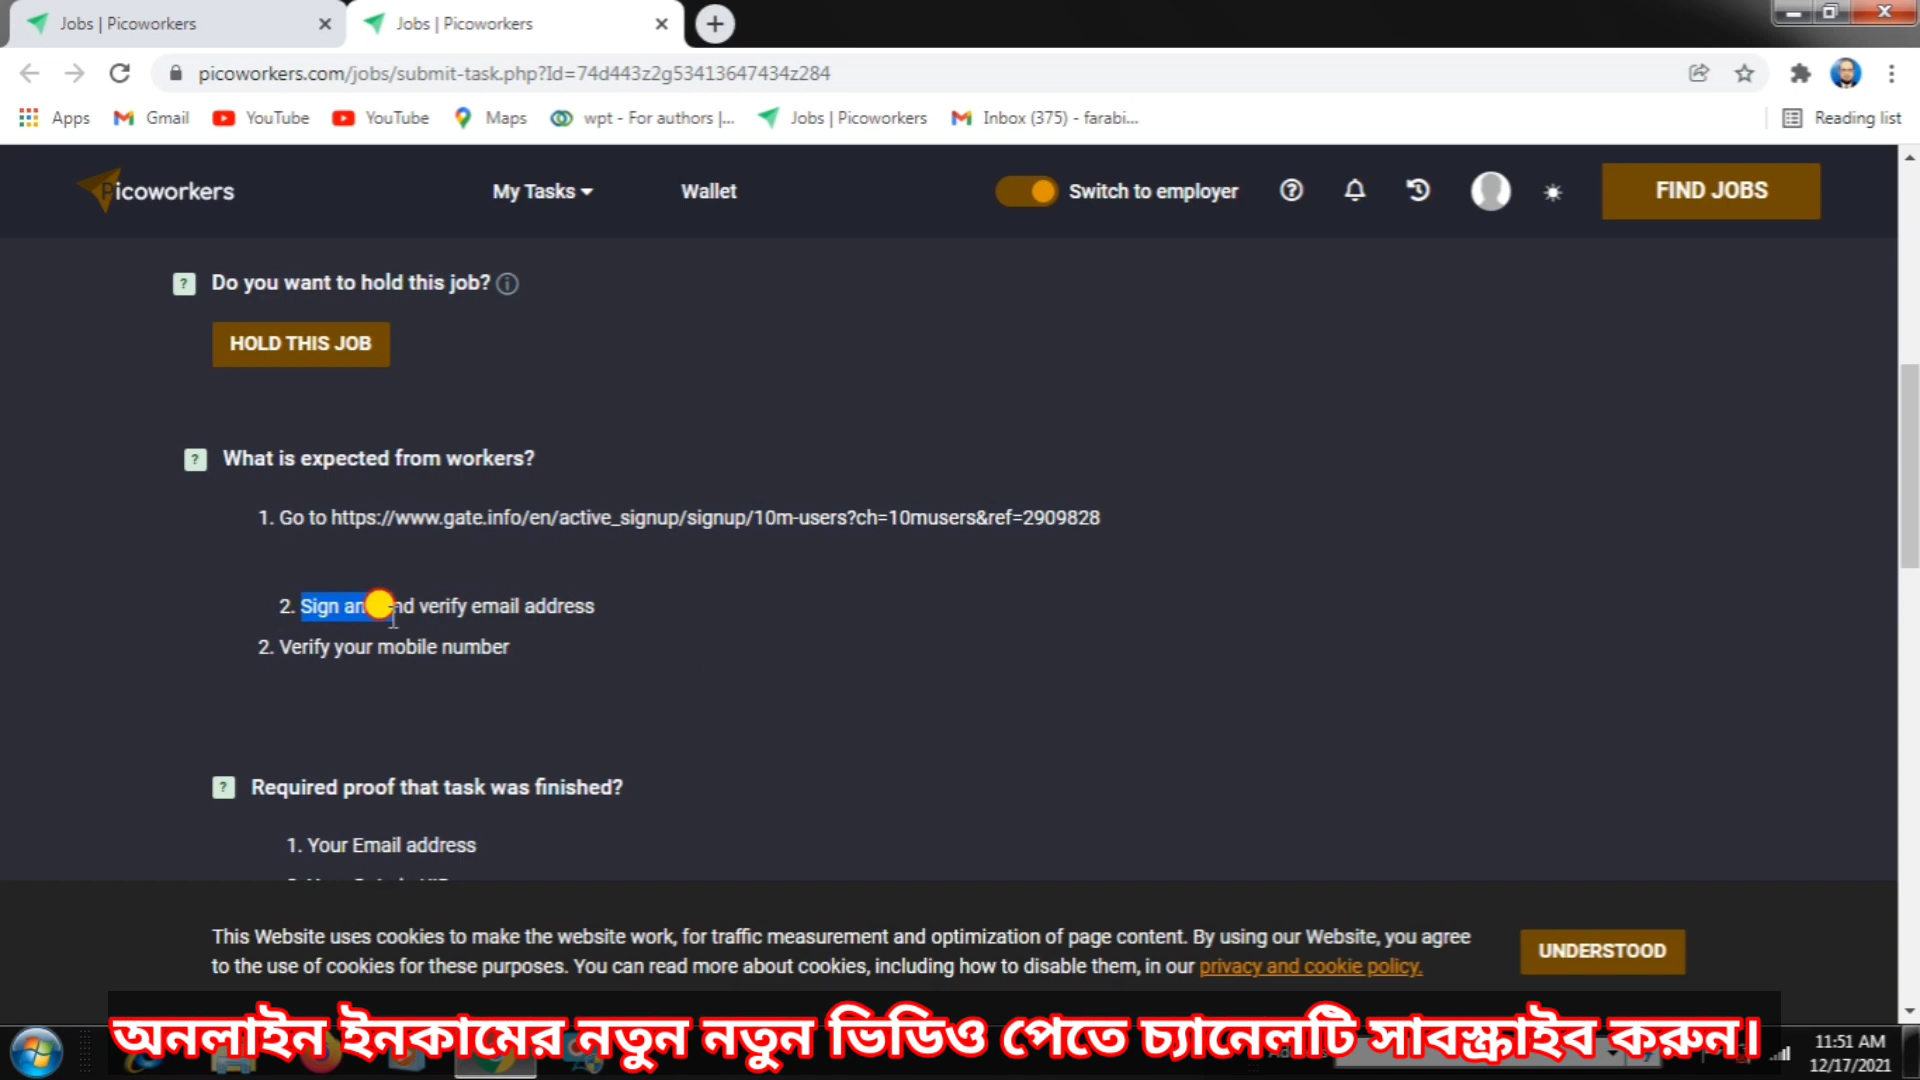 Jobs | Picoworkers
Jobs | Picoworkers
picoworkers.com/jobs/submit-task.php?Id=74d443z2g53413647434z284
Apps Gmail YouTube YouTube Maps wpt - For authors |... Jobs | Picoworkers Inbox (375) - farabi... Reading list
Picoworkers My Tasks Wallet Switch to employer FIND JOBS
Do you want to hold this job?
HOLD THIS JOB
What is expected from workers?
1. Go to https://www.gate.info/en/active_signup/signup/10m-users?ch=10musers&ref=2909828
2. Sign an nd verify email address
2. Verify your mobile number
Required proof that task was finished?
1. Your Email address
This Website uses cookies to make the website work, for traffic measurement and optimization of page content. By using our Website, you agree
to the use of cookies for these purposes. You can read more about cookies, including how to disable them, in our privacy and cookie policy.
UNDERSTOOD
অনলাইন ইনকামের নতুন নতুন ভিডিও পেতে চ্যানেলটি সাবস্ক্রাইব করুন।
11:51 AM
12/17/2021